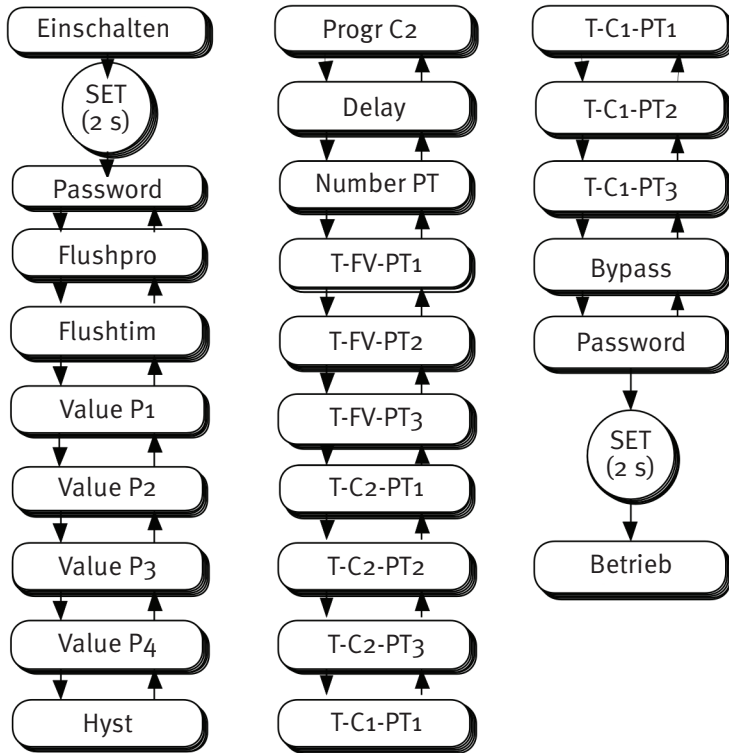 Einschalten
SET
(2 s)
Password
Flushpro
Flushtim
Value P1
Value P2
Value P3
Value P4
Hyst
Progr C2
Delay
Number PT
T-FV-PT1
T-FV-PT2
T-FV-PT3
T-C2-PT1
T-C2-PT2
T-C2-PT3
T-C1-PT1
T-C1-PT1
T-C1-PT2
T-C1-PT3
Bypass
Password
SET
(2 s)
Betrieb